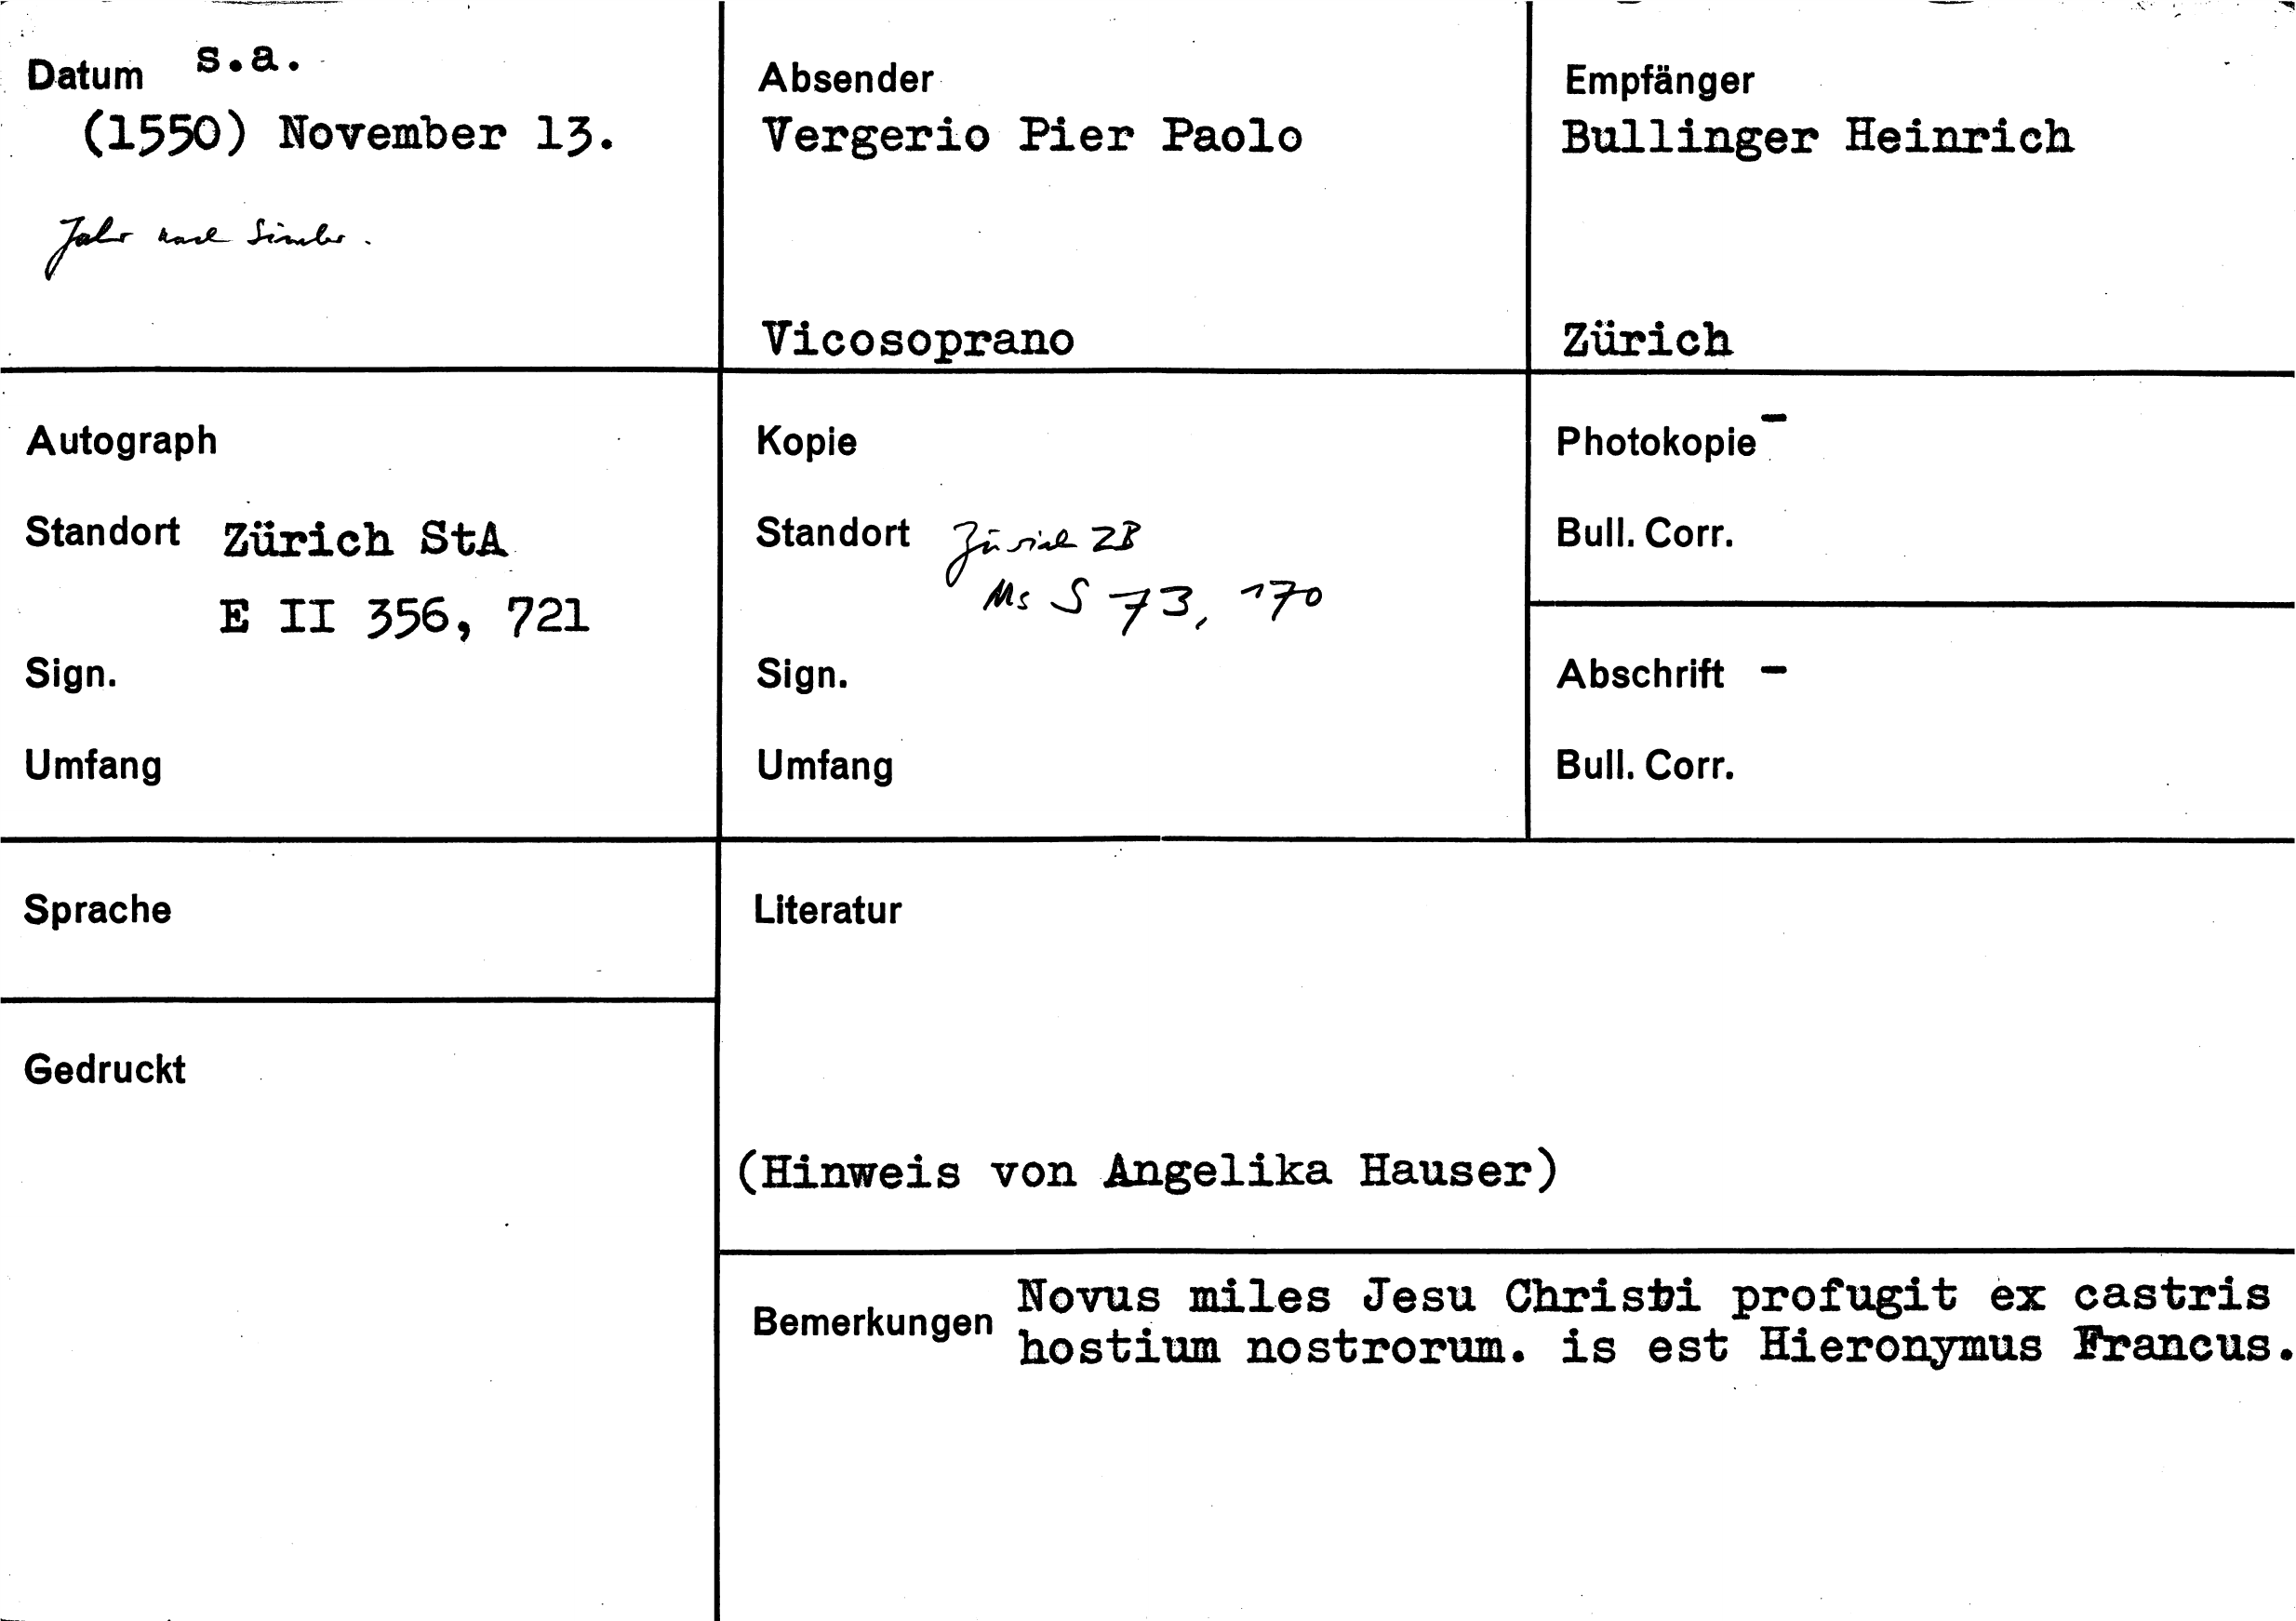 Datum s.a.
(1550) November 13.
Jahr nach Simler.
Absender
Vergerio Pier Paolo
Vicosoprano
Empfänger
Bullinger Heinrich
Zürich
Autograph
Standort Zürich StA
E II 356, 721
Sign.
Umfang
Kopie
Standort Zürich ZB
Ms S 73, 170
Sign.
Umfang
Photokopie -
Bull. Corr.
Abschrift -
Bull. Corr.
Sprache
Gedruckt
Literatur
(Hinweis von Angelika Hauser)
Bemerkungen Novus miles Jesu Christi profugit ex castris
hostium nostrorum. is est Hieronymus Francus.